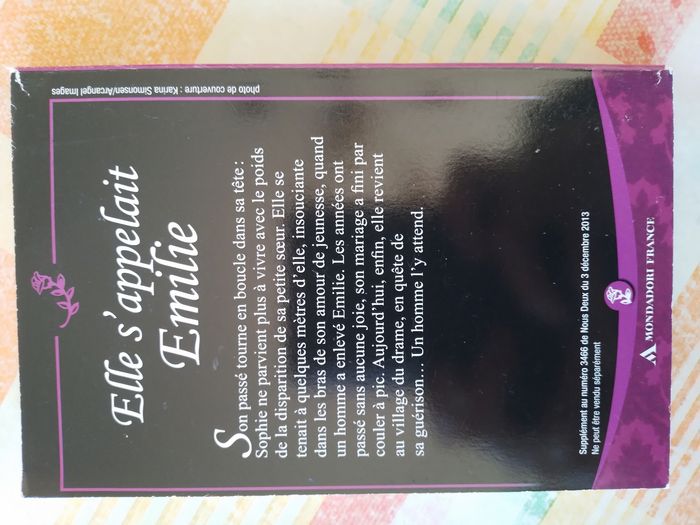 Elle s'appelait
Emilie
Son passé tourne en boucle dans sa tête :
Sophie ne parvient plus à vivre avec le poids
de la disparition de sa petite sœur. Elle se
tenait à quelques mètres d'elle, insouciante
dans les bras de son amour de jeunesse, quand
un homme a enlevé Emilie. Les années ont
passé sans aucune joie, son mariage a fini par
couler à pic. Aujourd'hui, enfin, elle revient
au village du drame, en quête de
sa guérison... Un homme l'y attend.
Supplément au numéro 3466 de Nous Deux du 3 décembre 2013
Ne peut être vendu séparément
MONDADORI FRANCE
photo de couverture : Karina Simonsen/Arcangel Images